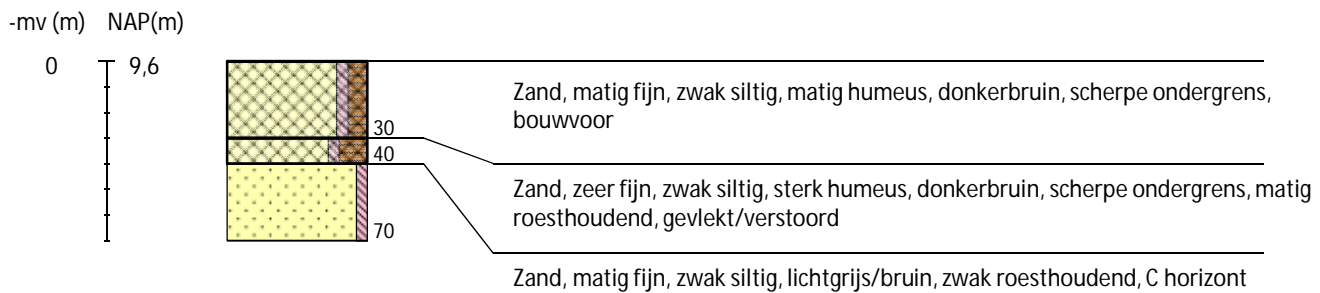 -mv (m) NAP(m)
0 9,6
Zand, matig fijn, zwak siltig, matig humeus, donkerbruin, scherpe ondergrens,
bouwvoor
30
40
Zand, zeer fijn, zwak siltig, sterk humeus, donkerbruin, scherpe ondergrens, matig
roesthoudend, gevlekt/verstoord
70
Zand, matig fijn, zwak siltig, lichtgrijs/bruin, zwak roesthoudend, C horizont